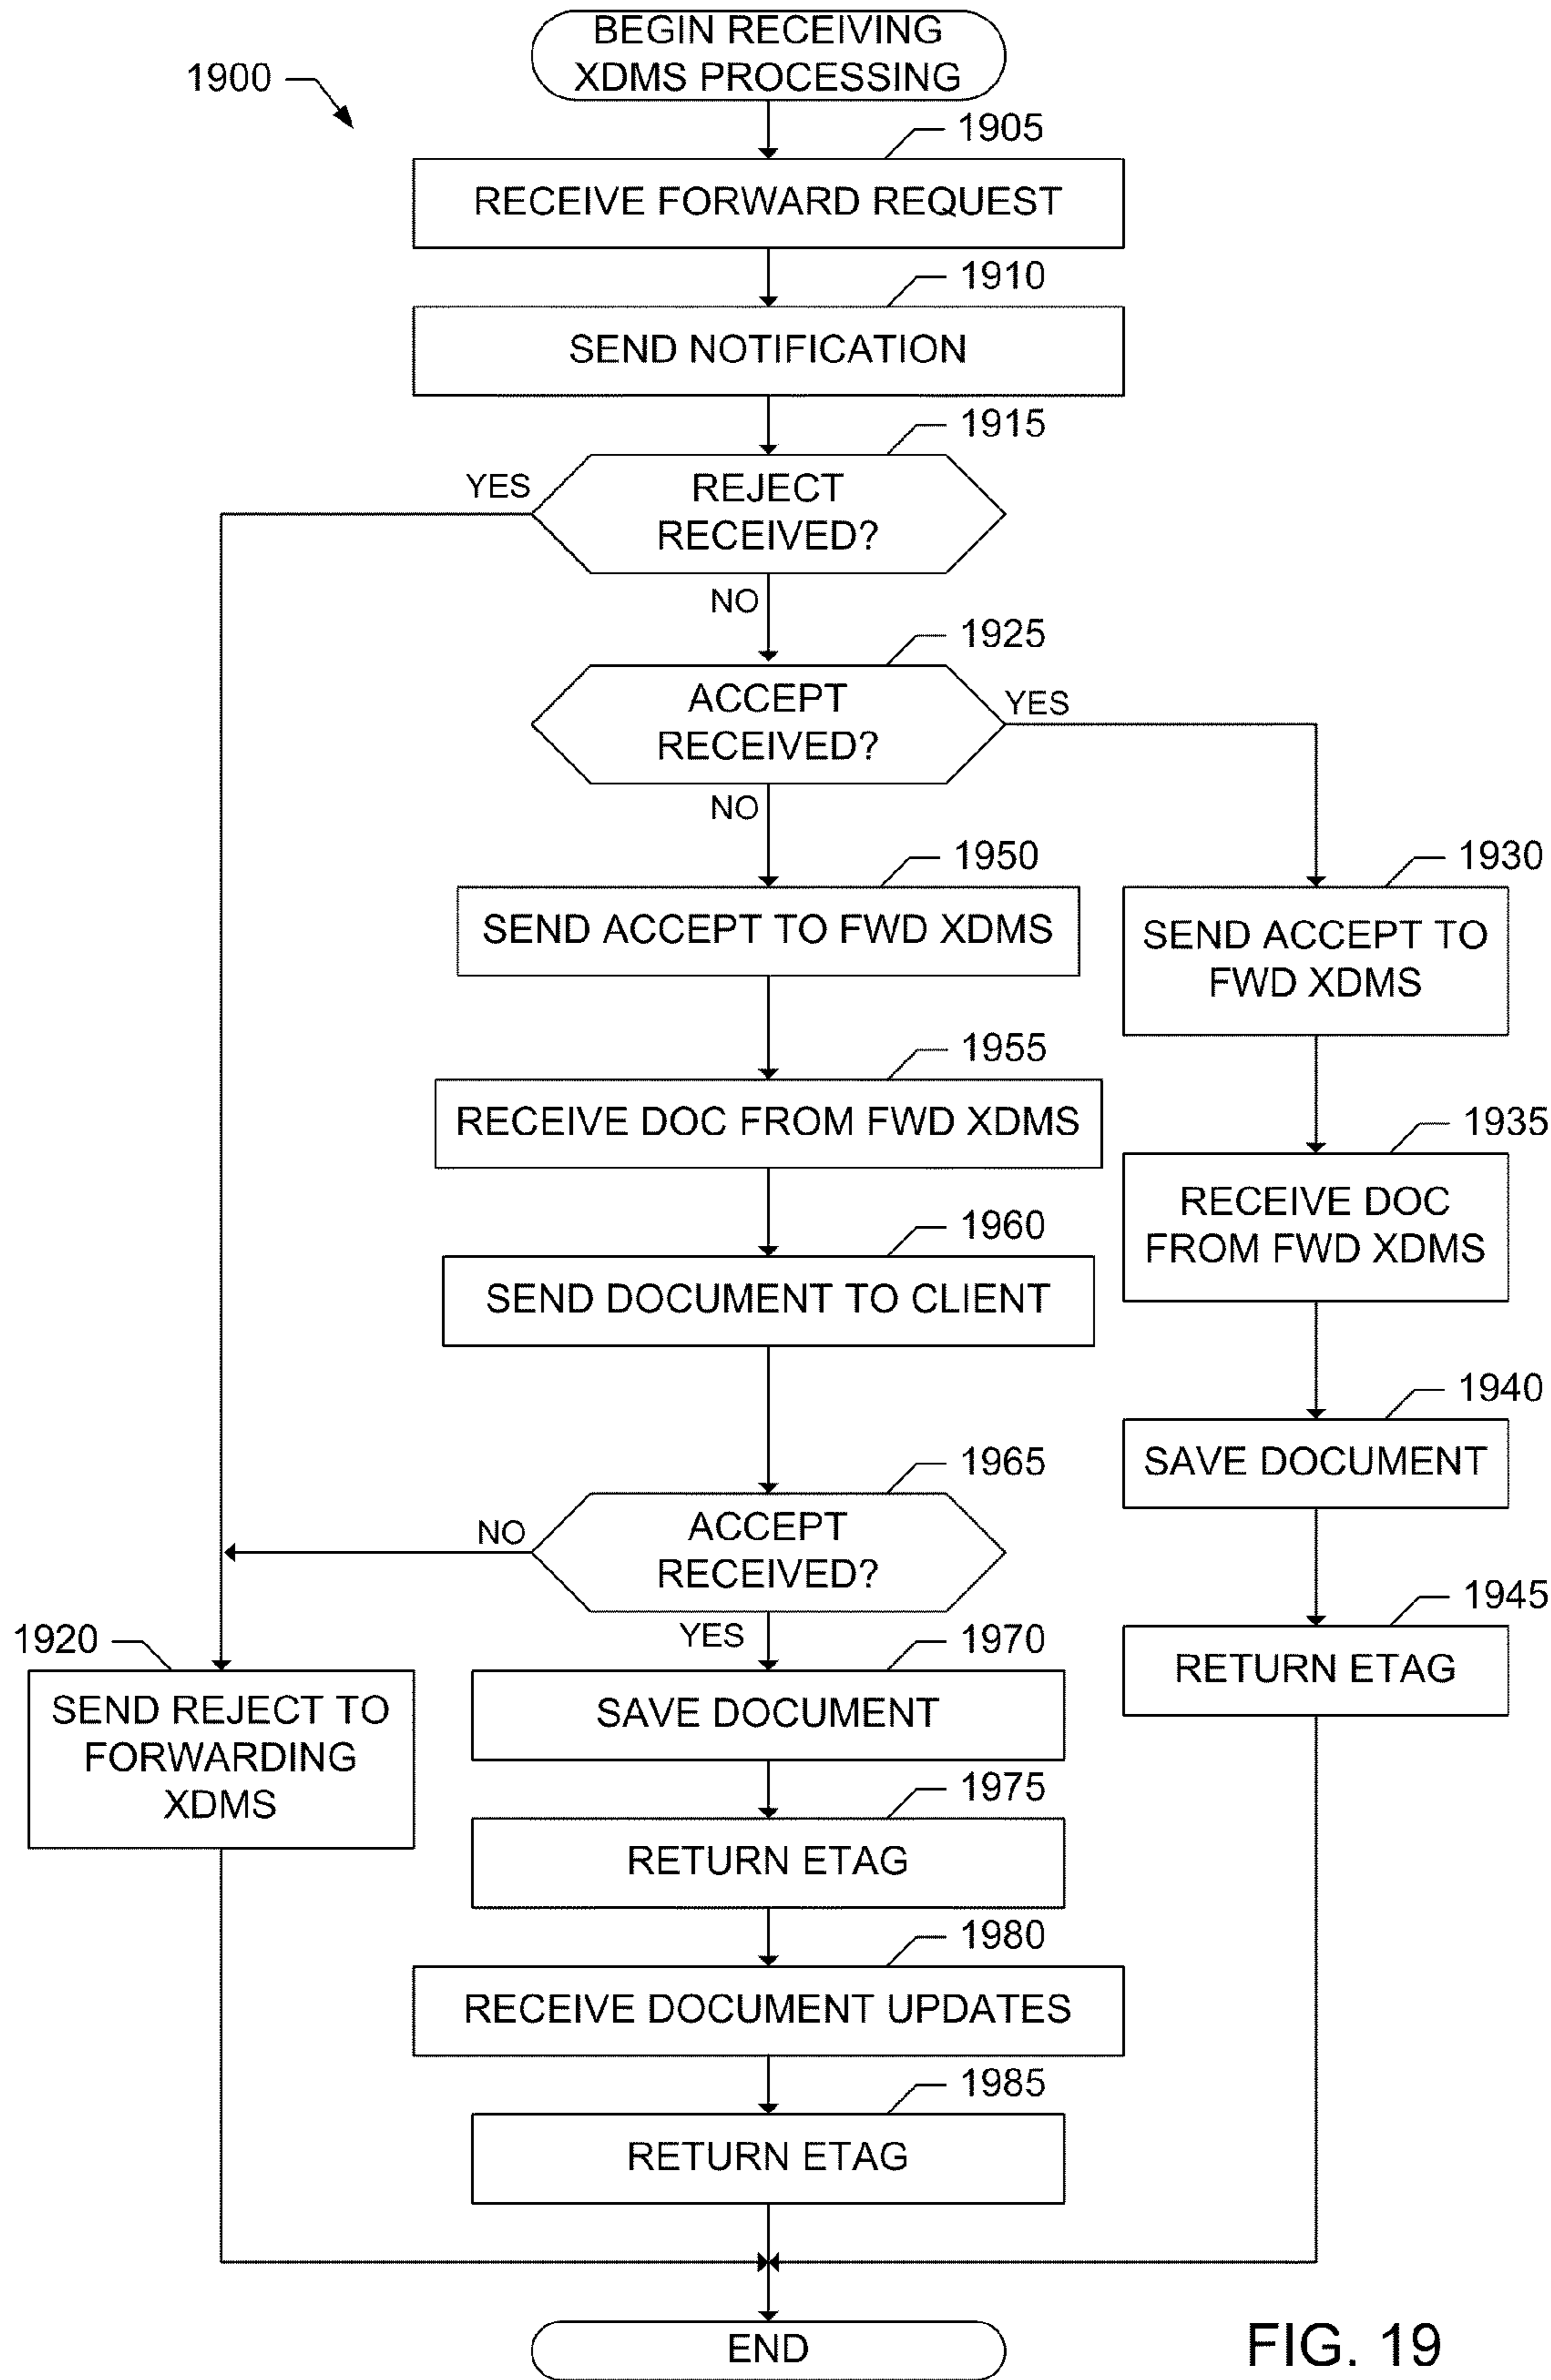 BEGIN RECEIVING
XDMS PROCESSING
1900
1905
RECEIVE FORWARD REQUEST
1910
SEND NOTIFICATION
1915
YES
REJECT
RECEIVED?
NO
1925
ACCEPT
RECEIVED?
YES
NO
1950
SEND ACCEPT TO FWD XDMS
1930
SEND ACCEPT TO
FWD XDMS
1955
RECEIVE DOC FROM FWD XDMS
1935
RECEIVE DOC
FROM FWD XDMS
1960
SEND DOCUMENT TO CLIENT
1940
SAVE DOCUMENT
1965
NO
ACCEPT
RECEIVED?
YES
1945
RETURN ETAG
1920
SEND REJECT TO
FORWARDING
XDMS
1970
SAVE DOCUMENT
1975
RETURN ETAG
1980
RECEIVE DOCUMENT UPDATES
1985
RETURN ETAG
END
FIG. 19